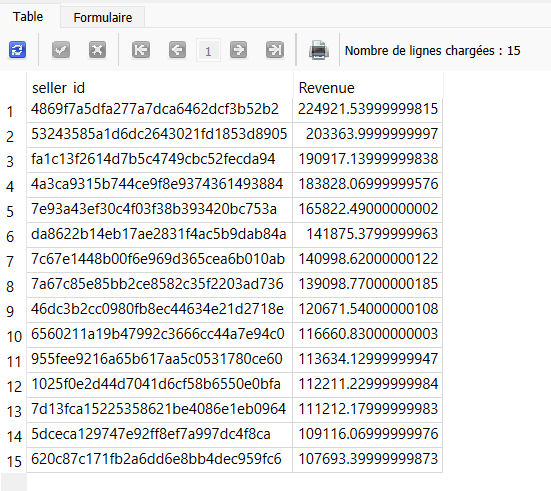 Table Formulaire
1 Nombre de lignes chargées : 15
seller_id Revenue
1 4869f7a5dfa277a7dca6462dcf3b52b2 224921.53999999815
2 53243585a1d6dc2643021fd1853d8905 203363.9999999997
3 fa1c13f2614d7b5c4749cbc52fecda94 190917.13999999838
4 4a3ca9315b744ce9f8e9374361493884 183828.06999999576
5 7e93a43ef30c4f03f38b393420bc753a 165822.49000000002
6 da8622b14eb17ae2831f4ac5b9dab84a 141875.3799999963
7 7c67e1448b00f6e969d365cea6b010ab 140998.62000000122
8 7a67c85e85bb2ce8582c35f2203ad736 139098.77000000185
9 46dc3b2cc0980fb8ec44634e21d2718e 120671.54000000108
10 6560211a19b47992c3666cc44a7e94c0 116660.83000000003
11 955fee9216a65b617aa5c0531780ce60 113634.12999999947
12 1025f0e2d44d7041d6cf58b6550e0bfa 112211.22999999984
13 7d13fca15225358621be4086e1eb0964 111212.17999999983
14 5dceca129747e92ff8ef7a997dc4f8ca 109116.06999999976
15 620c87c171fb2a6dd6e8bb4dec959fc6 107693.39999999873